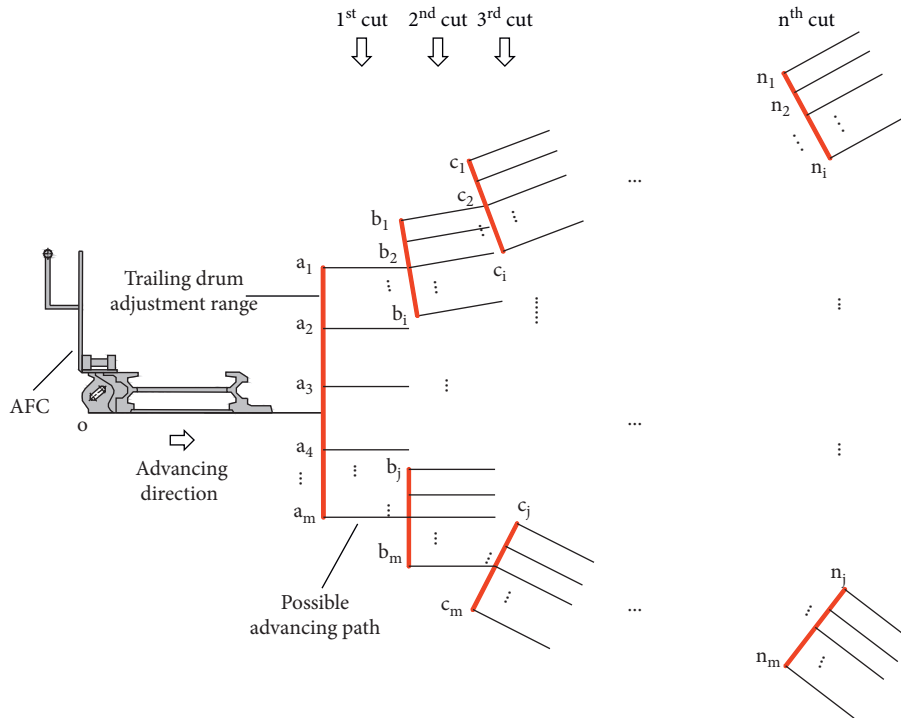 1st cut
2nd cut
3rd cut
nth cut
n1
n2
ni
c1
c2
ci
b1
b2
bi
Trailing drum
adjustment range
a1
a2
a3
a4
am
AFC
o
Advancing
direction
bj
bm
cj
cm
Possible
advancing path
nj
nm
...
...
...